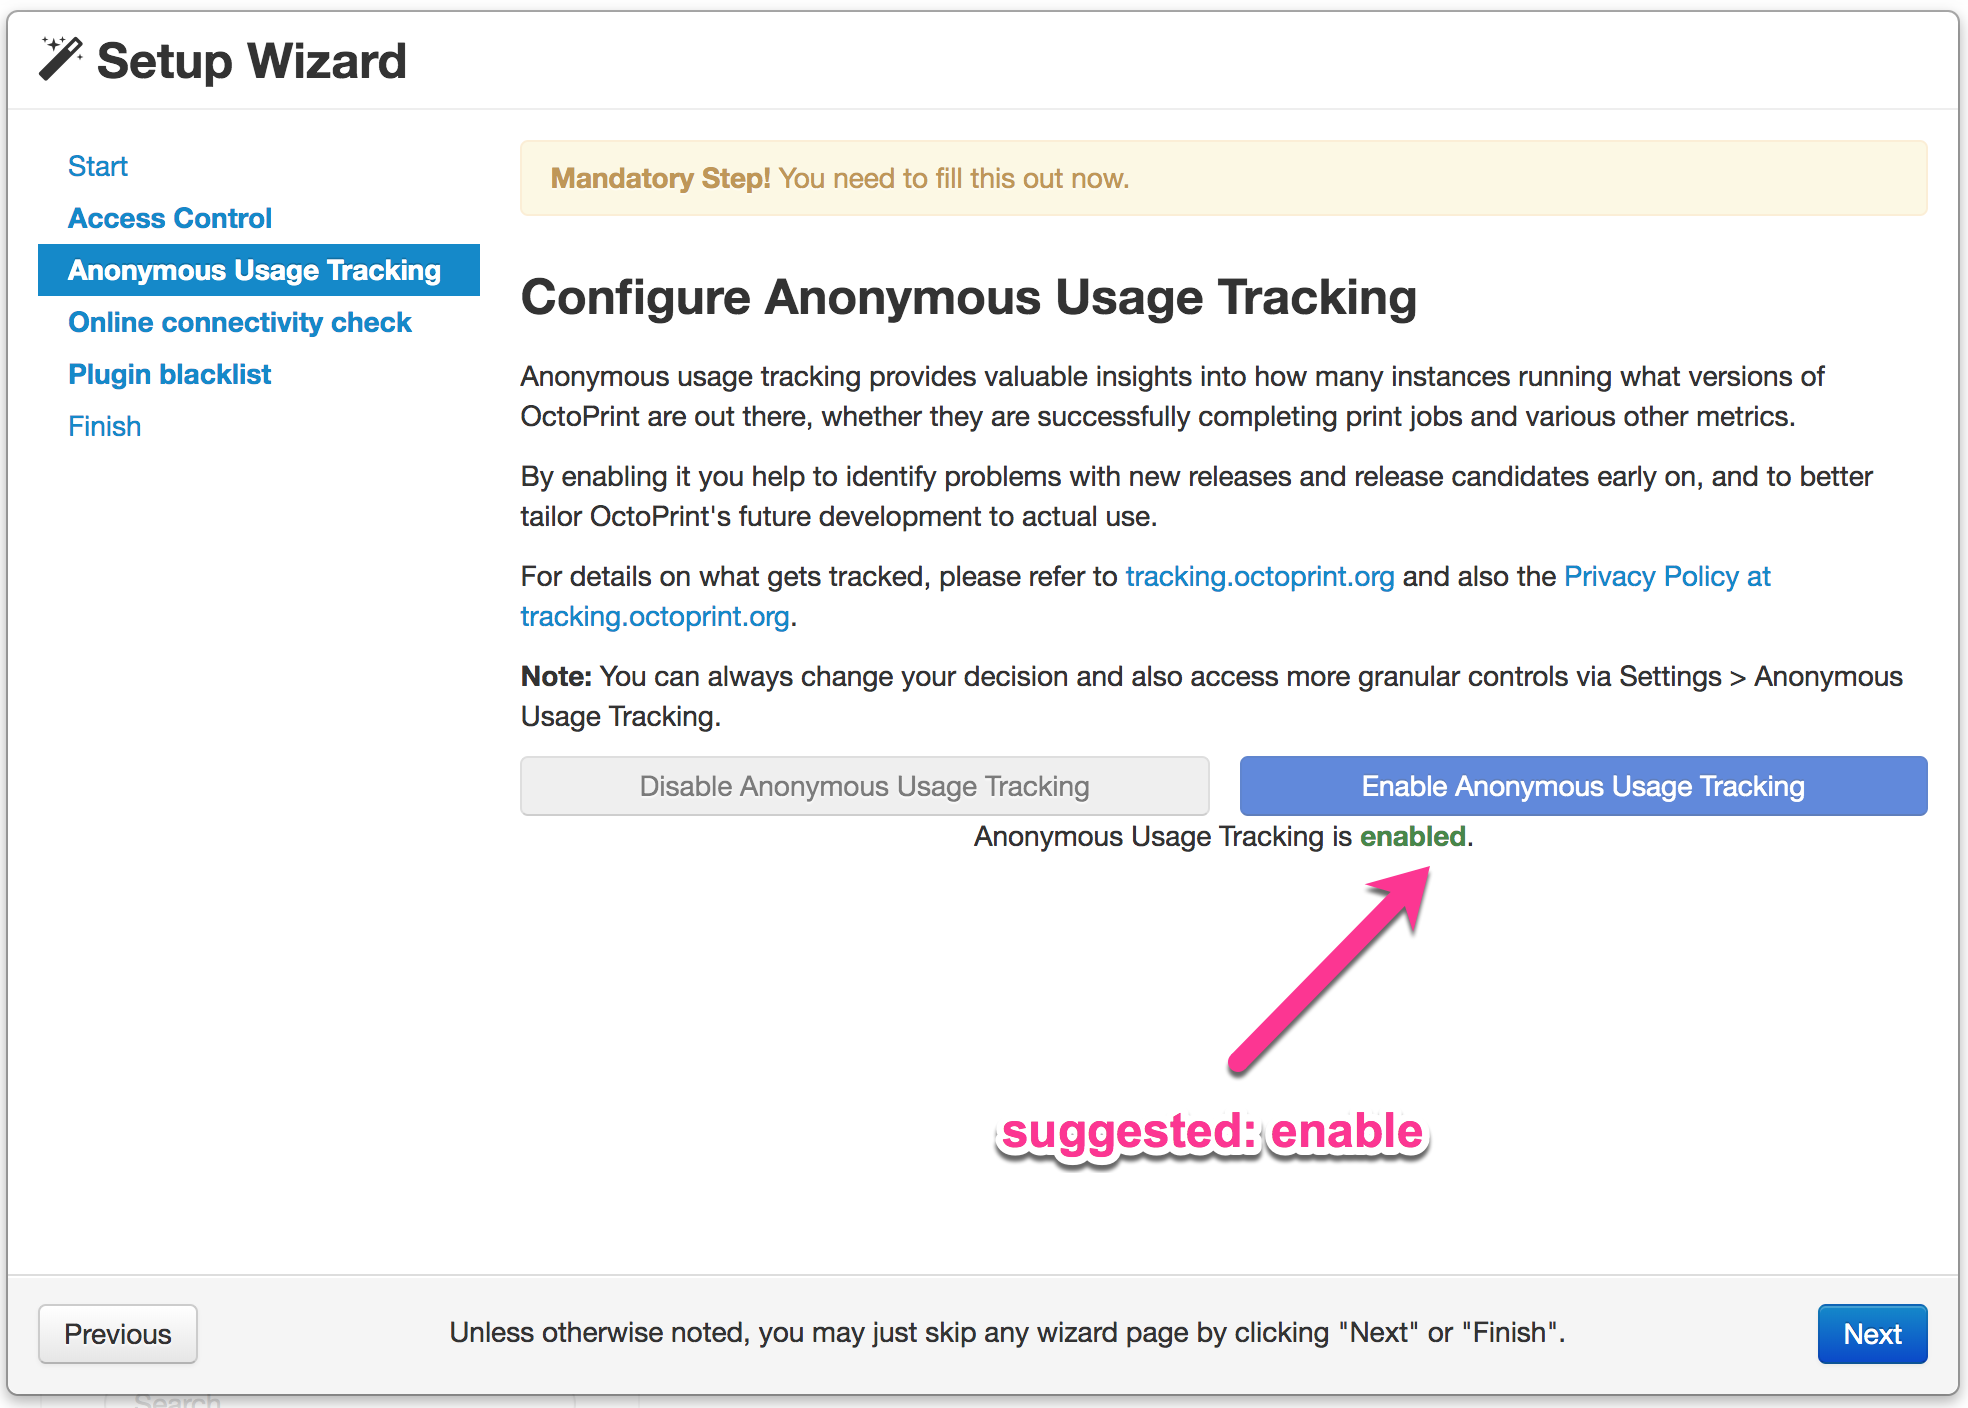 Setup Wizard
Start
Access Control
Anonymous Usage Tracking
Online connectivity check
Plugin blacklist
Finish
Mandatory Step! You need to fill this out now.
Configure Anonymous Usage Tracking
Anonymous usage tracking provides valuable insights into how many instances running what versions of
OctoPrint are out there, whether they are successfully completing print jobs and various other metrics.
By enabling it you help to identify problems with new releases and release candidates early on, and to better
tailor OctoPrint's future development to actual use.
For details on what gets tracked, please refer to tracking.octoprint.org and also the Privacy Policy at
tracking.octoprint.org.
Note: You can always change your decision and also access more granular controls via Settings > Anonymous
Usage Tracking.
Disable Anonymous Usage Tracking
Enable Anonymous Usage Tracking
Anonymous Usage Tracking is enabled.
suggested: enable
Previous
Unless otherwise noted, you may just skip any wizard page by clicking "Next" or "Finish".
Next
Search